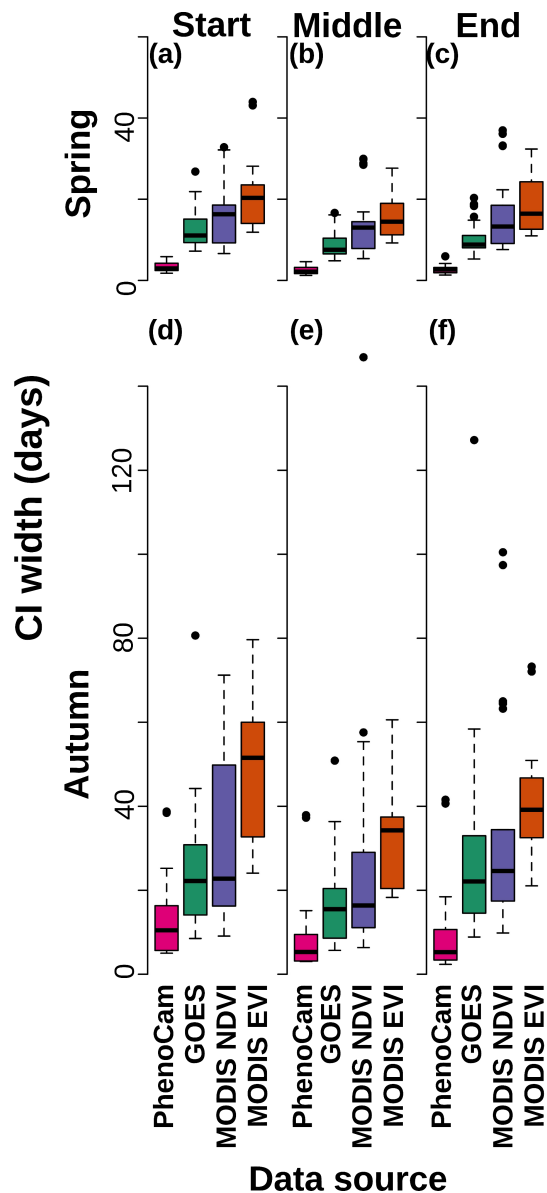 Start Middle End
(a) (b) (c)
Spring
40
0
(d) (e) (f)
CI width (days)
Autumn
120
80
40
0
PhenoCam
GOES
MODIS NDVI
MODIS EVI
PhenoCam
GOES
MODIS NDVI
MODIS EVI
PhenoCam
GOES
MODIS NDVI
MODIS EVI
Data source